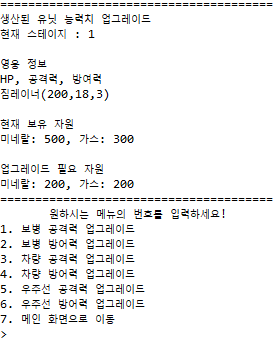 =======================================
생산된 유닛 능력치 업그레이드
현재 스테이지 : 1
영웅 정보
HP, 공격력, 방여력
짐레이너(200,18,3)
현재 보유 자원
미네랄: 500, 가스: 300
업그레이드 필요 자원
미네랄: 200, 가스: 200
=======================================
원하시는 메뉴의 번호를 입력하세요!
1. 보병 공격력 업그레이드
2. 보병 방어력 업그레이드
3. 차량 공격력 업그레이드
4. 차량 방어력 업그레이드
5. 우주선 공격력 업그레이드
6. 우주선 방어력 업그레이드
7. 메인 화면으로 이동
>